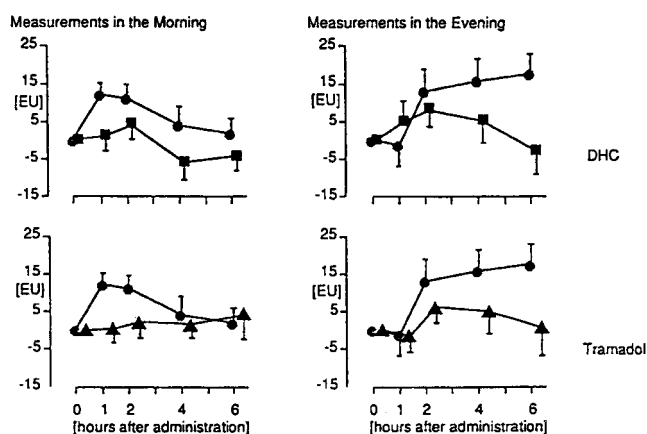 Measurements in the Morning
Measurements in the Evening
25
15
[EU]
5
-5
-15
25
15
[EU]
5
-5
-15
DHC
25
15
[EU]
5
-5
-15
0 1 2 4 6
[hours after administration]
25
15
[EU]
5
-5
-15
0 1 2 4 6
[hours after administration]
Tramadol